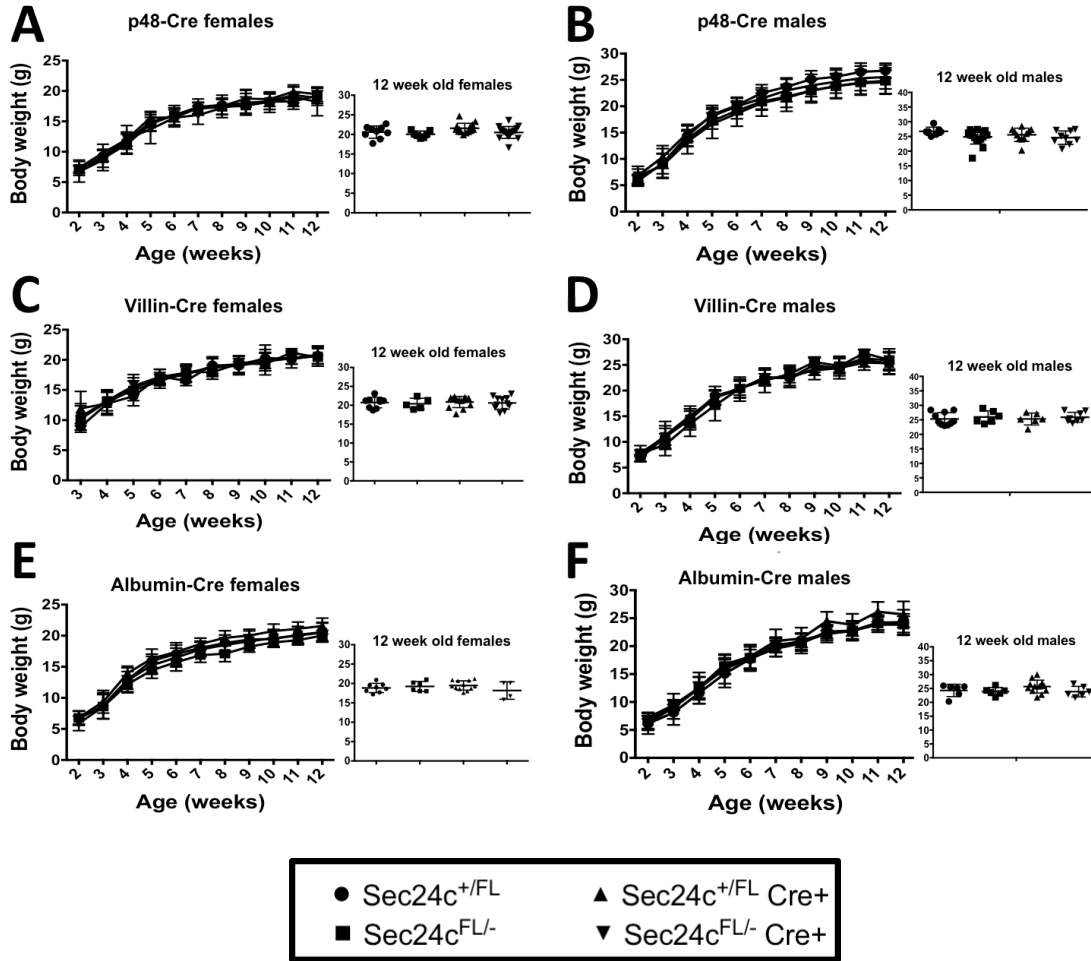 A
p48-Cre females
Body weight (g)
25
20
15
10
5
0
2 3 4 5 6 7 8 9 10 11 12
Age (weeks)
12 week old females
30
25
20
15
10
5
0
B
p48-Cre males
Body weight (g)
30
25
20
15
10
5
0
2 3 4 5 6 7 8 9 10 11 12
Age (weeks)
12 week old males
40
35
30
25
20
15
10
5
0
C
Villin-Cre females
Body weight (g)
25
20
15
10
5
0
3 4 5 6 7 8 9 10 11 12
Age (weeks)
12 week old females
30
25
20
15
10
5
0
D
Villin-Cre males
Body weight (g)
30
25
20
15
10
5
0
2 3 4 5 6 7 8 9 10 11 12
Age (weeks)
12 week old males
40
35
30
25
20
15
10
5
0
E
Albumin-Cre females
Body weight (g)
25
20
15
10
5
0
2 3 4 5 6 7 8 9 10 11 12
Age (weeks)
12 week old females
30
25
20
15
10
5
0
F
Albumin-Cre males
Body weight (g)
30
25
20
15
10
5
0
2 3 4 5 6 7 8 9 10 11 12
Age (weeks)
12 week old males
40
35
30
25
20
15
10
5
0
Sec24c+/FL
Sec24c+/FL Cre+
Sec24cFL/-
Sec24cFL/- Cre+